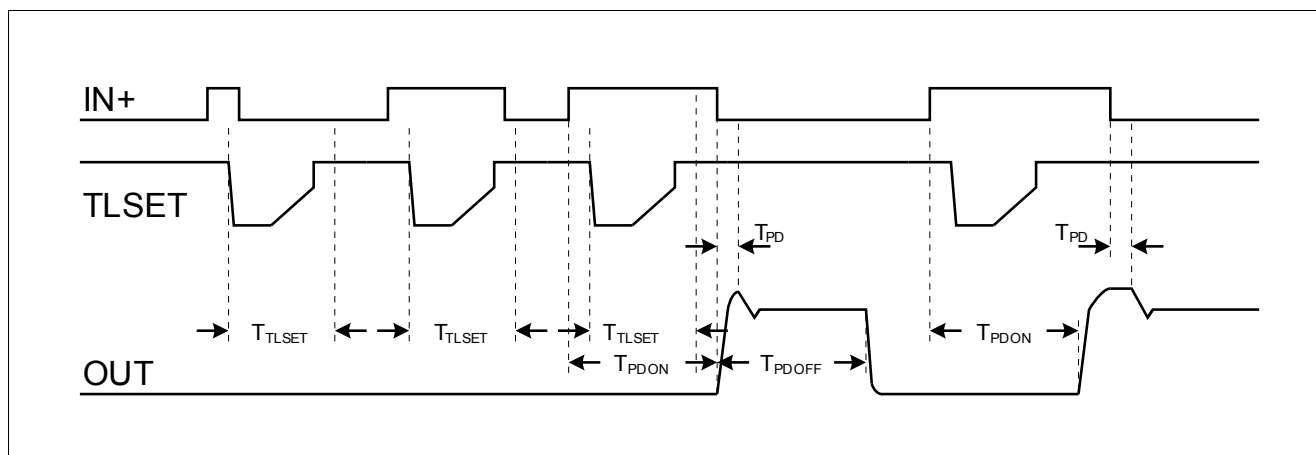 IN+
TLSET
TPD
TPD
TTLSET
TTLSET
TTLSET
TPDON
OUT
TPDON
TPDOFF